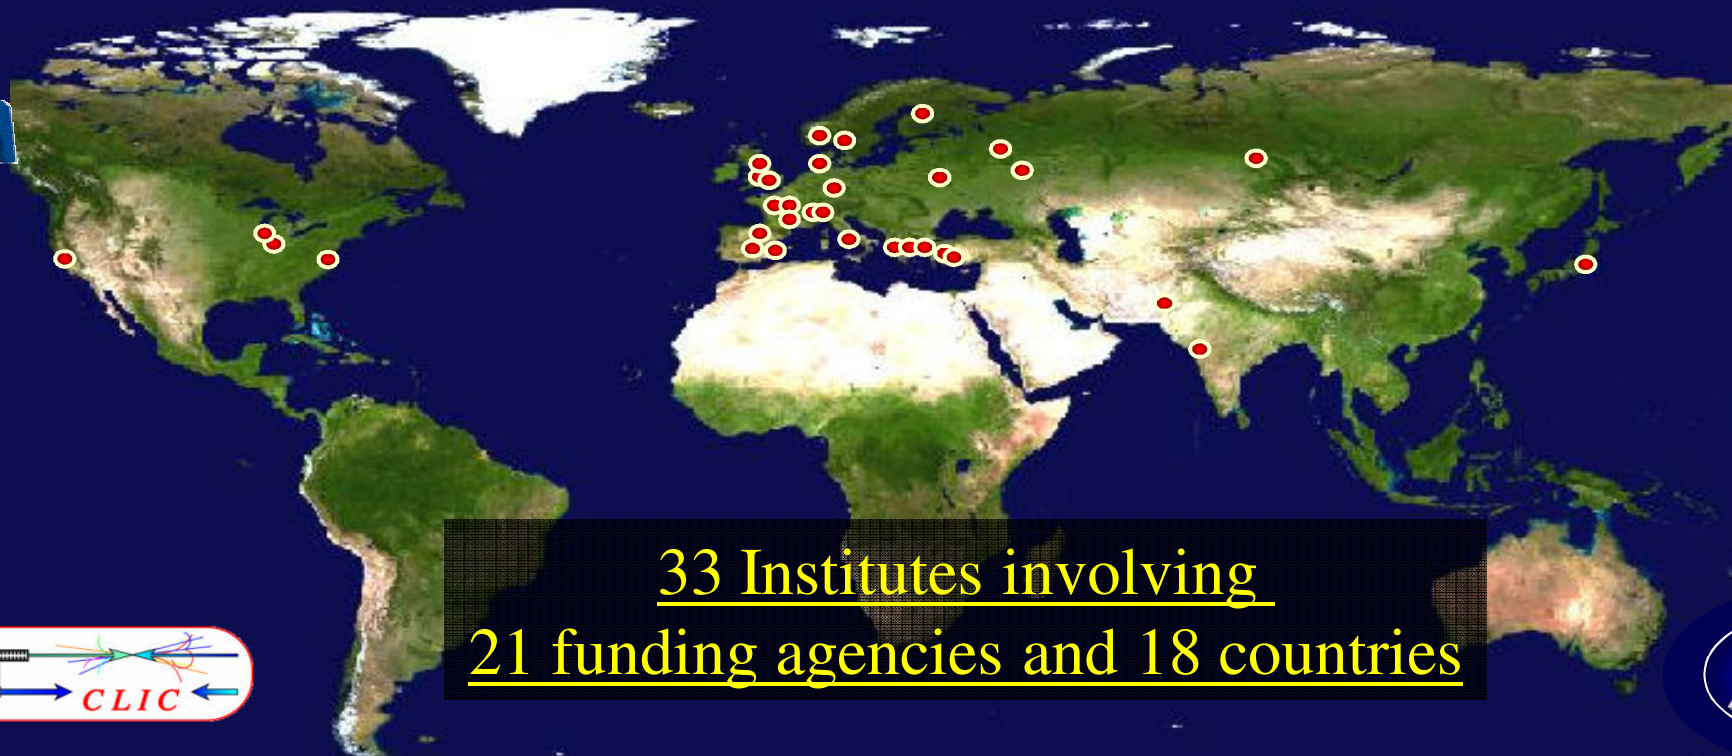 33 Institutes involving
21 funding agencies and 18 countries
CLIC